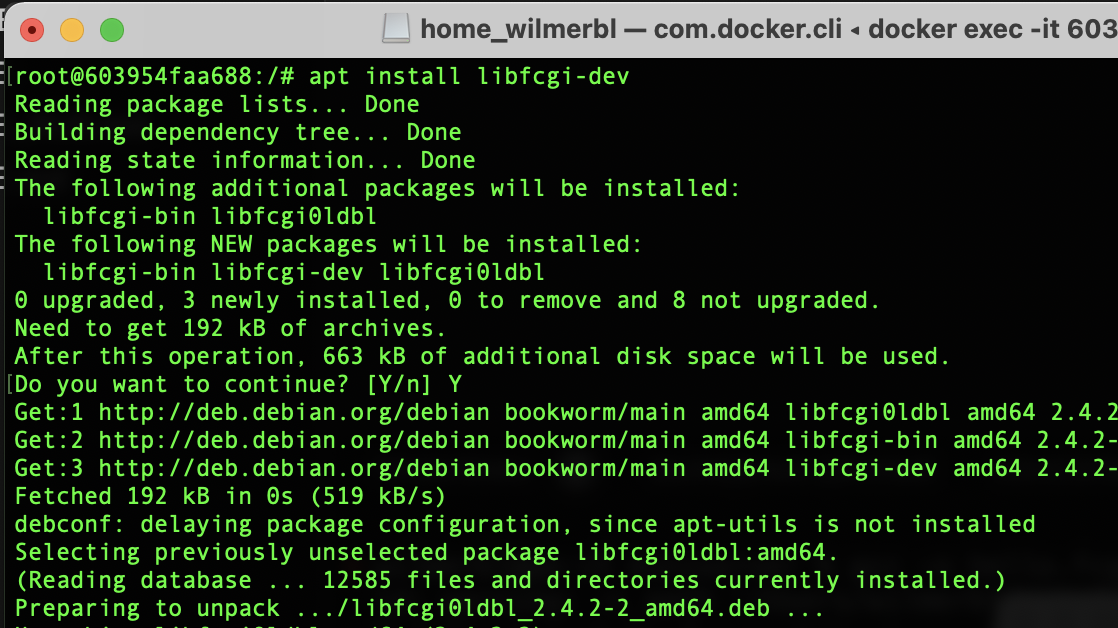 home_wilmerbl — com.docker.cli ◂ docker exec -it 603
[root@603954faa688:/# apt install libfcgi-dev
Reading package lists... Done
Building dependency tree... Done
Reading state information... Done
The following additional packages will be installed:
libfcgi-bin libfcgi0ldbl
The following NEW packages will be installed:
libfcgi-bin libfcgi-dev libfcgi0ldbl
0 upgraded, 3 newly installed, 0 to remove and 8 not upgraded.
Need to get 192 kB of archives.
After this operation, 663 kB of additional disk space will be used.
[Do you want to continue? [Y/n] Y
Get:1 http://deb.debian.org/debian bookworm/main amd64 libfcgi0ldbl amd64 2.4.2
Get:2 http://deb.debian.org/debian bookworm/main amd64 libfcgi-bin amd64 2.4.2-
Get:3 http://deb.debian.org/debian bookworm/main amd64 libfcgi-dev amd64 2.4.2-
Fetched 192 kB in 0s (519 kB/s)
debconf: delaying package configuration, since apt-utils is not installed
Selecting previously unselected package libfcgi0ldbl:amd64.
(Reading database ... 12585 files and directories currently installed.)
Preparing to unpack .../libfcgi0ldbl_2.4.2-2_amd64.deb ...